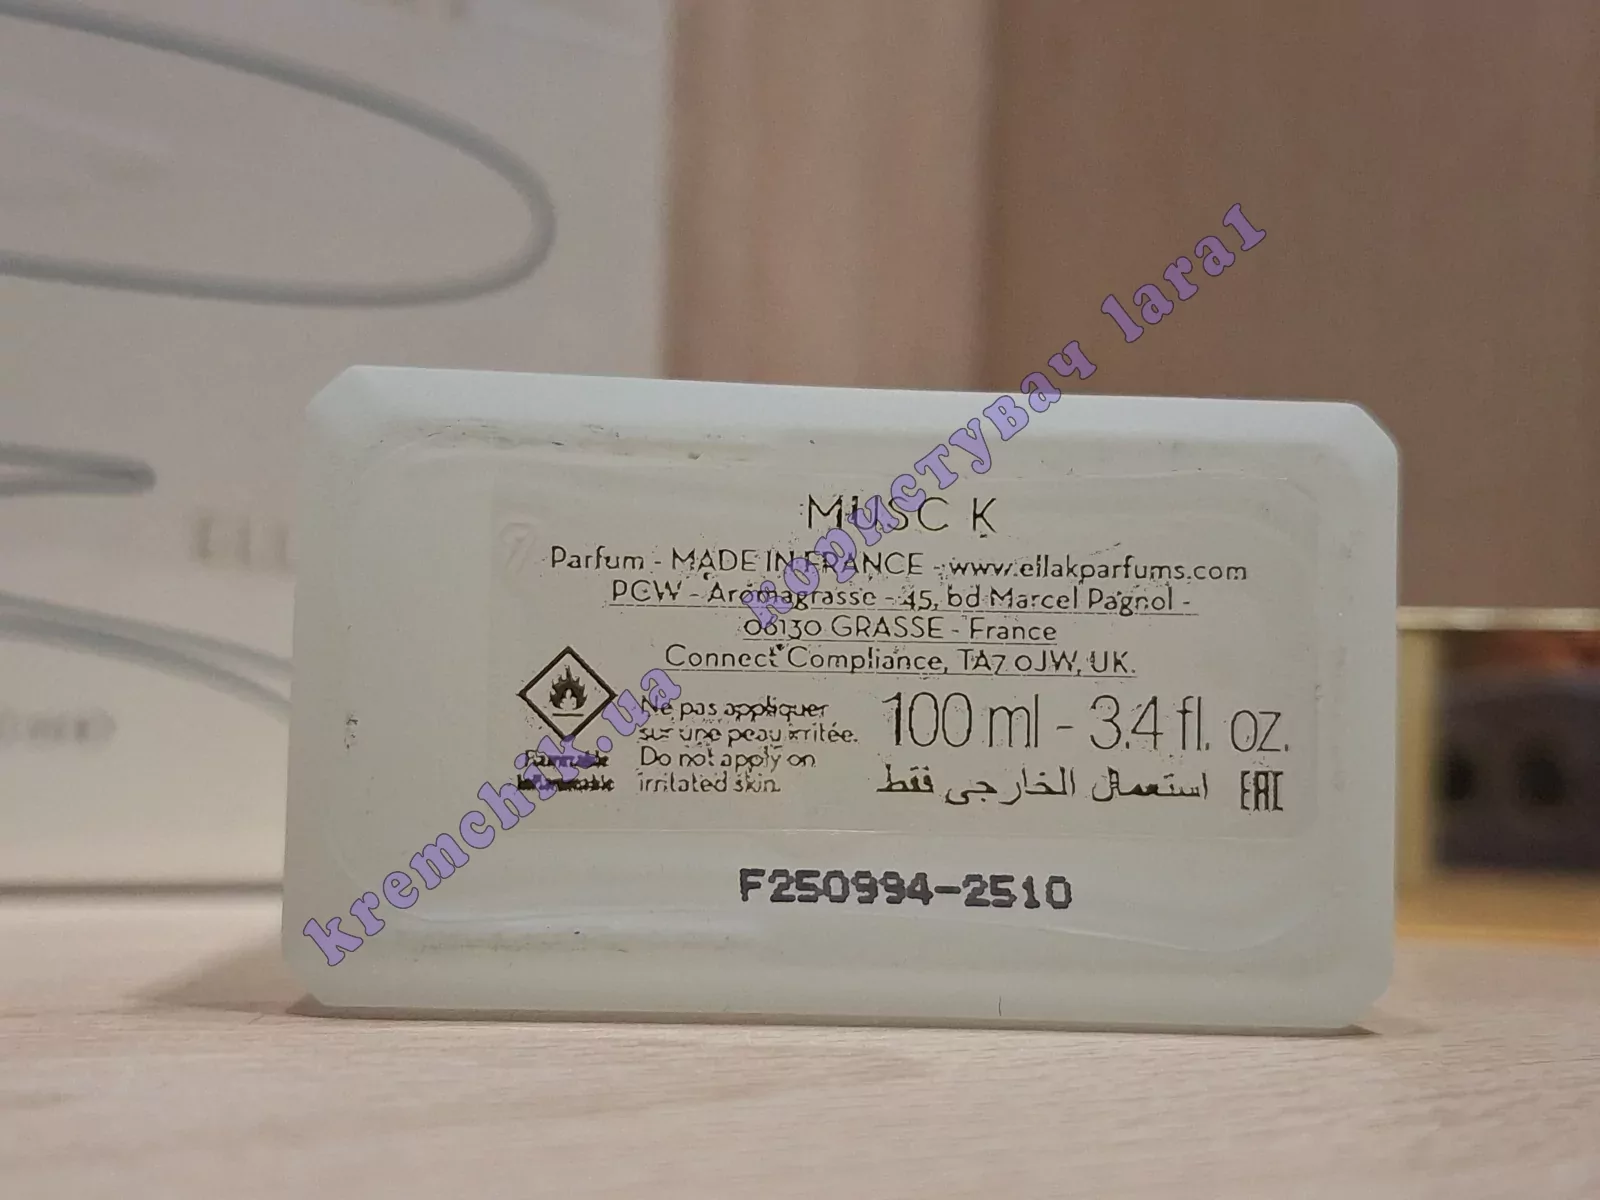 MUSC K
Parfum - MADE IN FRANCE - www.ellakparfums.com
PCW - Aromagrasse - 45, bd Marcel Pagnol -
06130 GRASSE - France
Connect Compliance, TA7 0JW, UK.
Ne pas appliquer
sur une peau irritée.
Do not apply on
irritated skin.
100 ml - 3.4 fl. oz.
استعمال الخارجي فقط
EAC
Flammable
Inflammable
F250994-2510
kremchik.ua користувач lara1